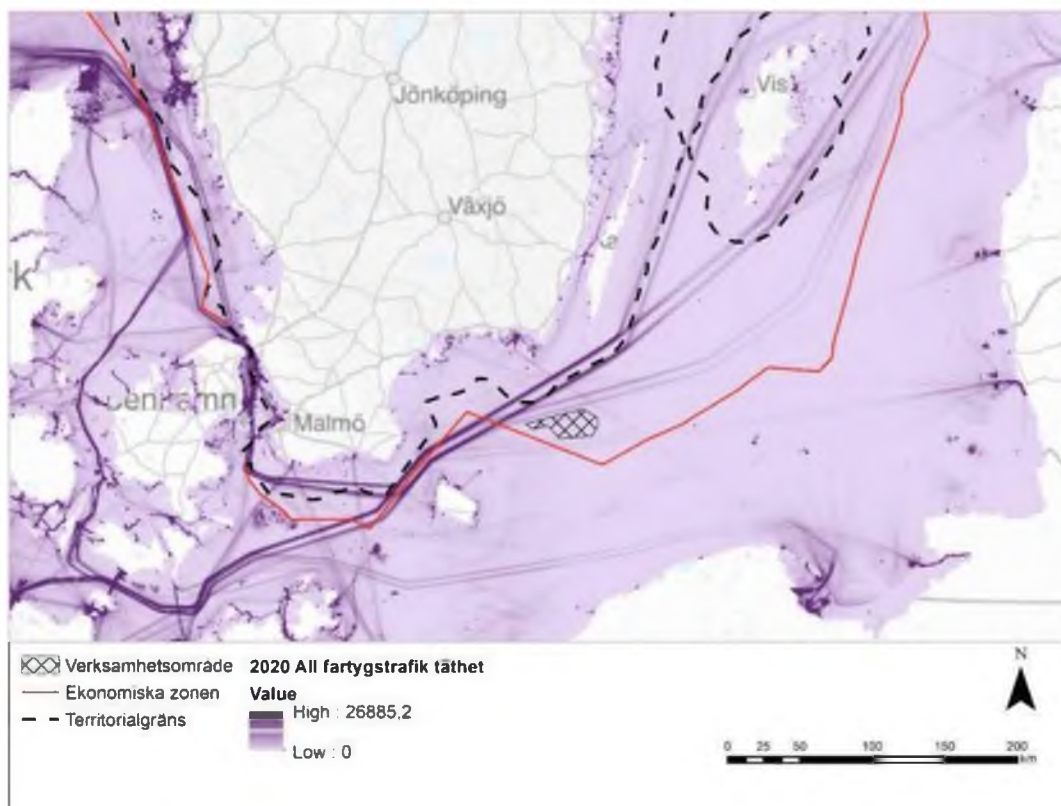 Jönköping
Vis
Växjö
k
Malmö
Verksamhetsområde
Ekonomiska zonen
Territorialgräns
2020 All fartygstrafik täthet
Value
High : 26885,2
Low : 0
N
0 25 50 100 150 200
km